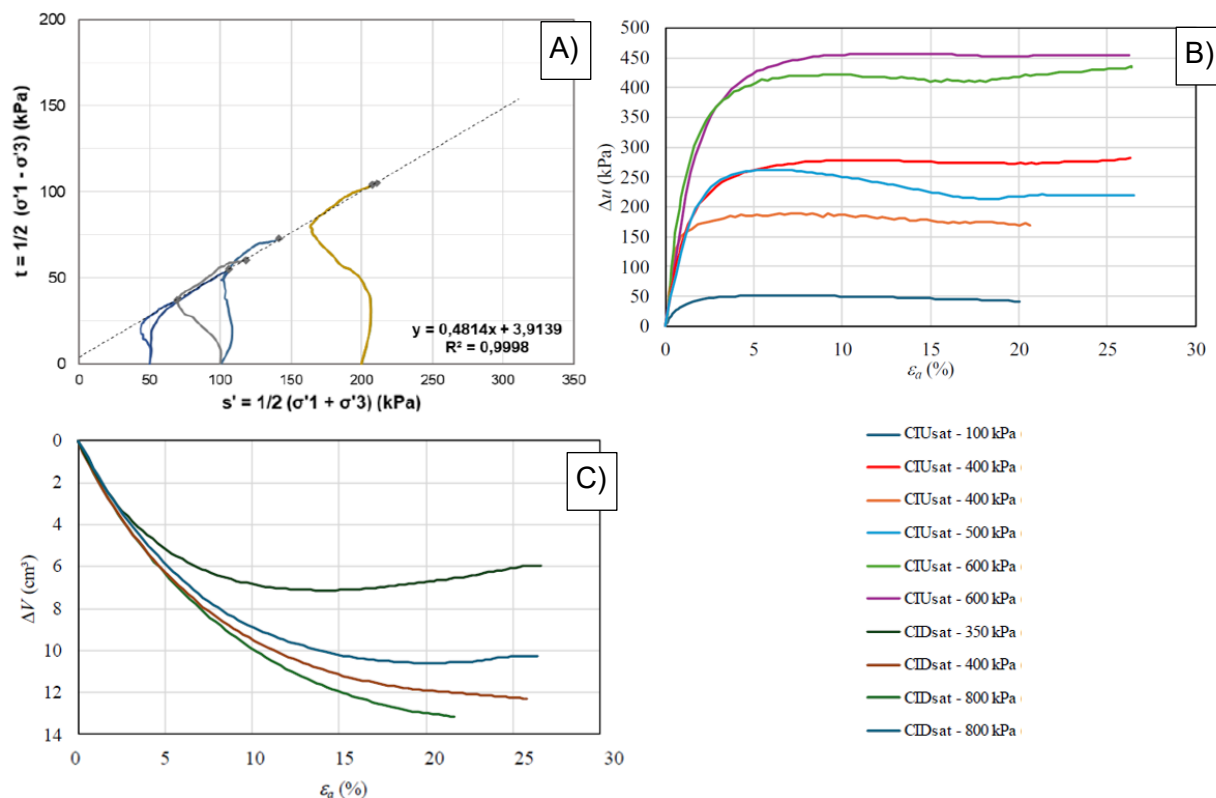 A)
t = 1/2 (σ'1 - σ'3) (kPa)
200
150
100
50
0
0 50 100 150 200 250 300 350
y = 0,4814x + 3,9139
R² = 0,9998
s' = 1/2 (σ'1 + σ'3) (kPa)
B)
Δu (kPa)
500
450
400
350
300
250
200
150
100
50
0
0 5 10 15 20 25 30
εa (%)
C)
ΔV (cm³)
0
2
4
6
8
10
12
14
0 5 10 15 20 25 30
εa (%)
CIUsat - 100 kPa
CIUsat - 400 kPa
CIUsat - 400 kPa
CIUsat - 500 kPa
CIUsat - 600 kPa
CIUsat - 600 kPa
CIDsat - 350 kPa
CIDsat - 400 kPa
CIDsat - 800 kPa
CIDsat - 800 kPa